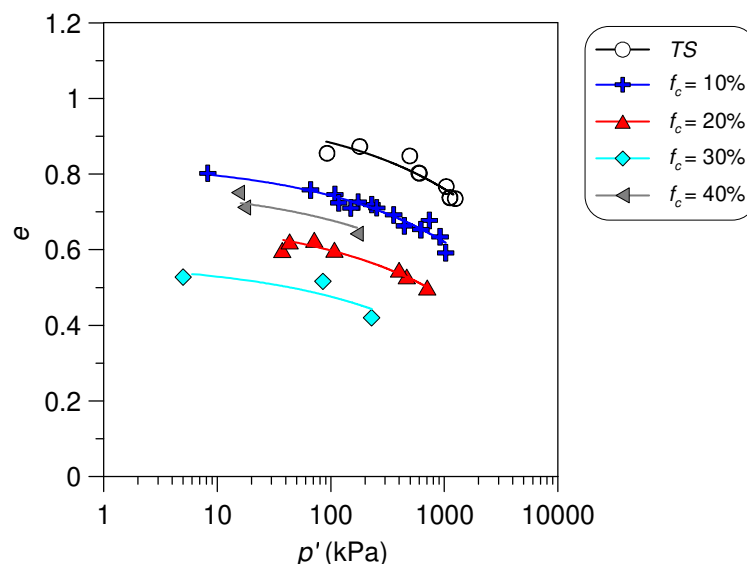 1.2
1
0.8
0.6
0.4
0.2
0
e
1
10
100
1000
10000
p' (kPa)
TS
f_c = 10%
f_c = 20%
f_c = 30%
f_c = 40%